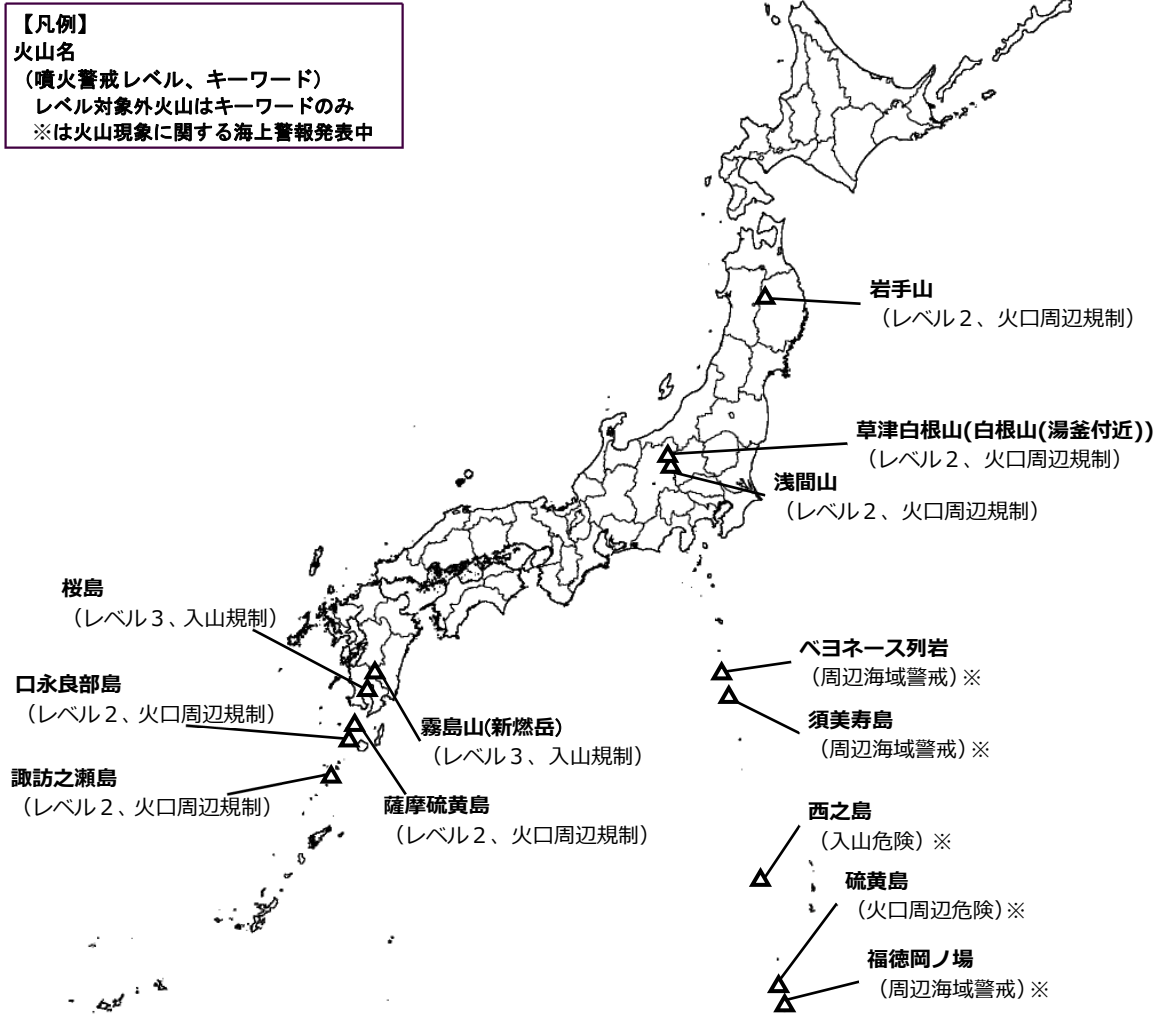 【凡例】
火山名
（噴火警戒レベル、キーワード）
レベル対象外火山はキーワードのみ
※は火山現象に関する海上警報発表中
岩手山
（レベル２、火口周辺規制）
草津白根山(白根山(湯釜付近))
（レベル２、火口周辺規制）
浅間山
（レベル２、火口周辺規制）
桜島
（レベル３、入山規制）
口永良部島
（レベル２、火口周辺規制）
霧島山(新燃岳)
（レベル３、入山規制）
諏訪之瀬島
（レベル２、火口周辺規制）
薩摩硫黄島
（レベル２、火口周辺規制）
ベヨネース列岩
（周辺海域警戒）※
須美寿島
（周辺海域警戒）※
西之島
（入山危険）※
硫黄島
（火口周辺危険）※
福徳岡ノ場
（周辺海域警戒）※